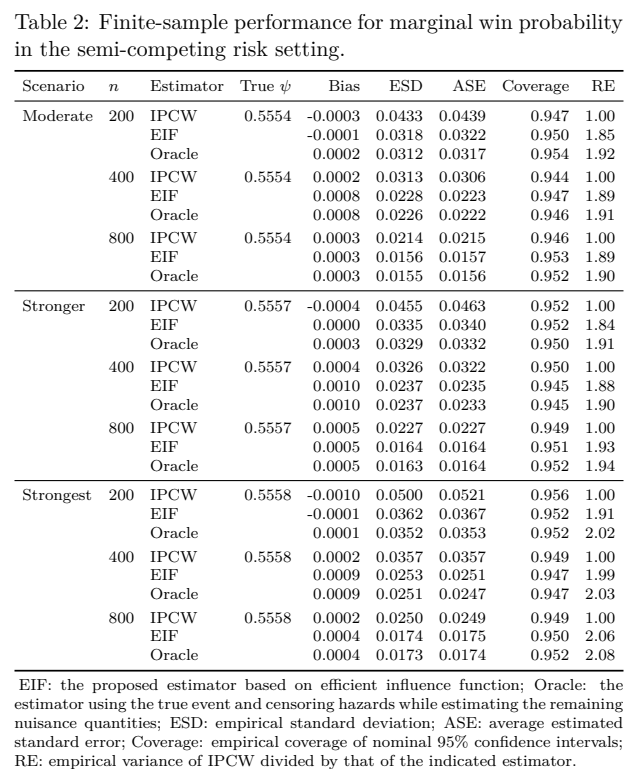 Table 2: Finite-sample performance for marginal win probability
in the semi-competing risk setting.
Scenario n Estimator True ψ Bias ESD ASE Coverage RE
Moderate 200 IPCW 0.5554 -0.0003 0.0433 0.0439 0.947 1.00
EIF -0.0001 0.0318 0.0322 0.950 1.85
Oracle 0.0002 0.0312 0.0317 0.954 1.92
400 IPCW 0.5554 0.0002 0.0313 0.0306 0.944 1.00
EIF 0.0008 0.0228 0.0223 0.947 1.89
Oracle 0.0008 0.0226 0.0222 0.946 1.91
800 IPCW 0.5554 0.0003 0.0214 0.0215 0.946 1.00
EIF 0.0003 0.0156 0.0157 0.953 1.89
Oracle 0.0003 0.0155 0.0156 0.952 1.90
Stronger 200 IPCW 0.5557 -0.0004 0.0455 0.0463 0.952 1.00
EIF 0.0000 0.0335 0.0340 0.952 1.84
Oracle 0.0003 0.0329 0.0332 0.950 1.91
400 IPCW 0.5557 0.0004 0.0326 0.0322 0.950 1.00
EIF 0.0010 0.0237 0.0235 0.945 1.88
Oracle 0.0010 0.0237 0.0233 0.945 1.90
800 IPCW 0.5557 0.0005 0.0227 0.0227 0.949 1.00
EIF 0.0005 0.0164 0.0164 0.951 1.93
Oracle 0.0005 0.0163 0.0164 0.952 1.94
Strongest 200 IPCW 0.5558 -0.0010 0.0500 0.0521 0.956 1.00
EIF -0.0001 0.0362 0.0367 0.952 1.91
Oracle 0.0001 0.0352 0.0353 0.952 2.02
400 IPCW 0.5558 0.0002 0.0357 0.0357 0.949 1.00
EIF 0.0009 0.0253 0.0251 0.947 1.99
Oracle 0.0009 0.0251 0.0247 0.947 2.03
800 IPCW 0.5558 0.0002 0.0250 0.0249 0.949 1.00
EIF 0.0004 0.0174 0.0175 0.950 2.06
Oracle 0.0004 0.0173 0.0174 0.952 2.08
EIF: the proposed estimator based on efficient influence function; Oracle: the
estimator using the true event and censoring hazards while estimating the remaining
nuisance quantities; ESD: empirical standard deviation; ASE: average estimated
standard error; Coverage: empirical coverage of nominal 95% confidence intervals;
RE: empirical variance of IPCW divided by that of the indicated estimator.